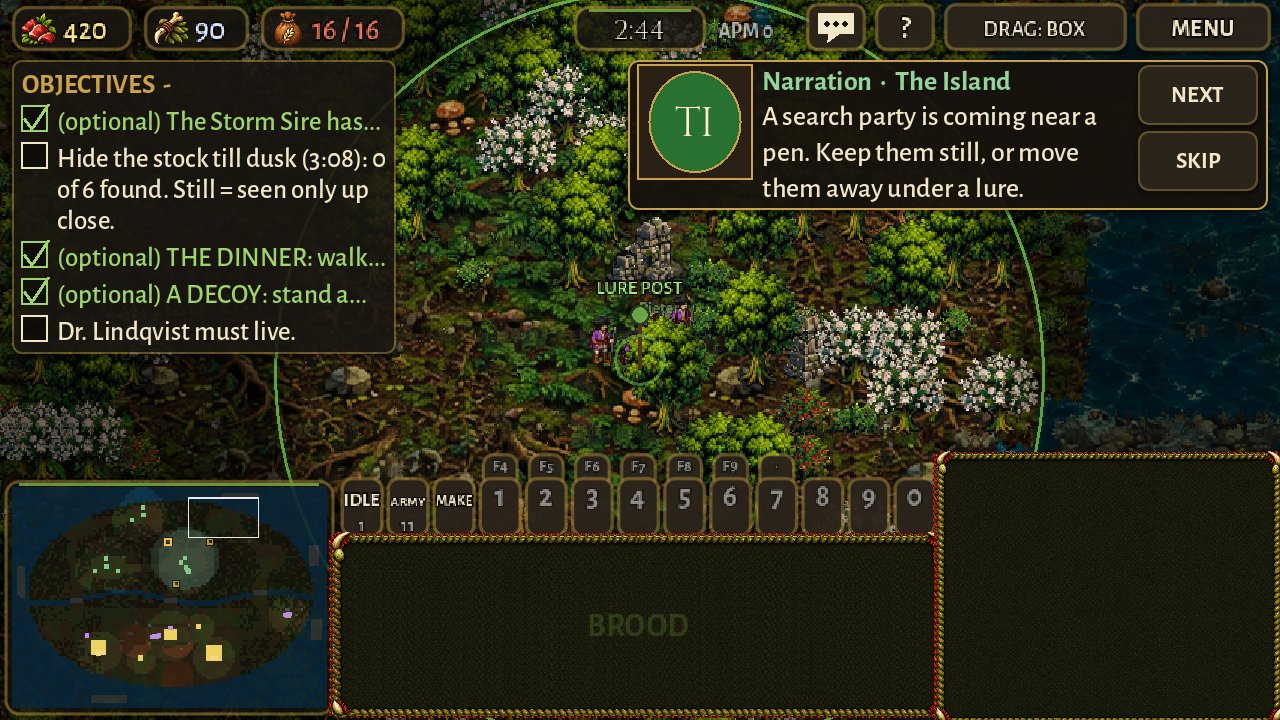 420
90
16/16
2:44
APM 0
?
DRAG: BOX
MENU
OBJECTIVES -
(optional) The Storm Sire has...
Hide the stock till dusk (3:08): 0
of 6 found. Still = seen only up
close.
(optional) THE DINNER: walk...
(optional) A DECOY: stand a...
Dr. Lindqvist must live.
TI
Narration · The Island
A search party is coming near a
pen. Keep them still, or move
them away under a lure.
NEXT
SKIP
LURE POST
F4 F5 F6 F7 F8 F9
IDLE ARMY MAKE 1 2 3 4 5 6 7 8 9 0
1 11
BROOD